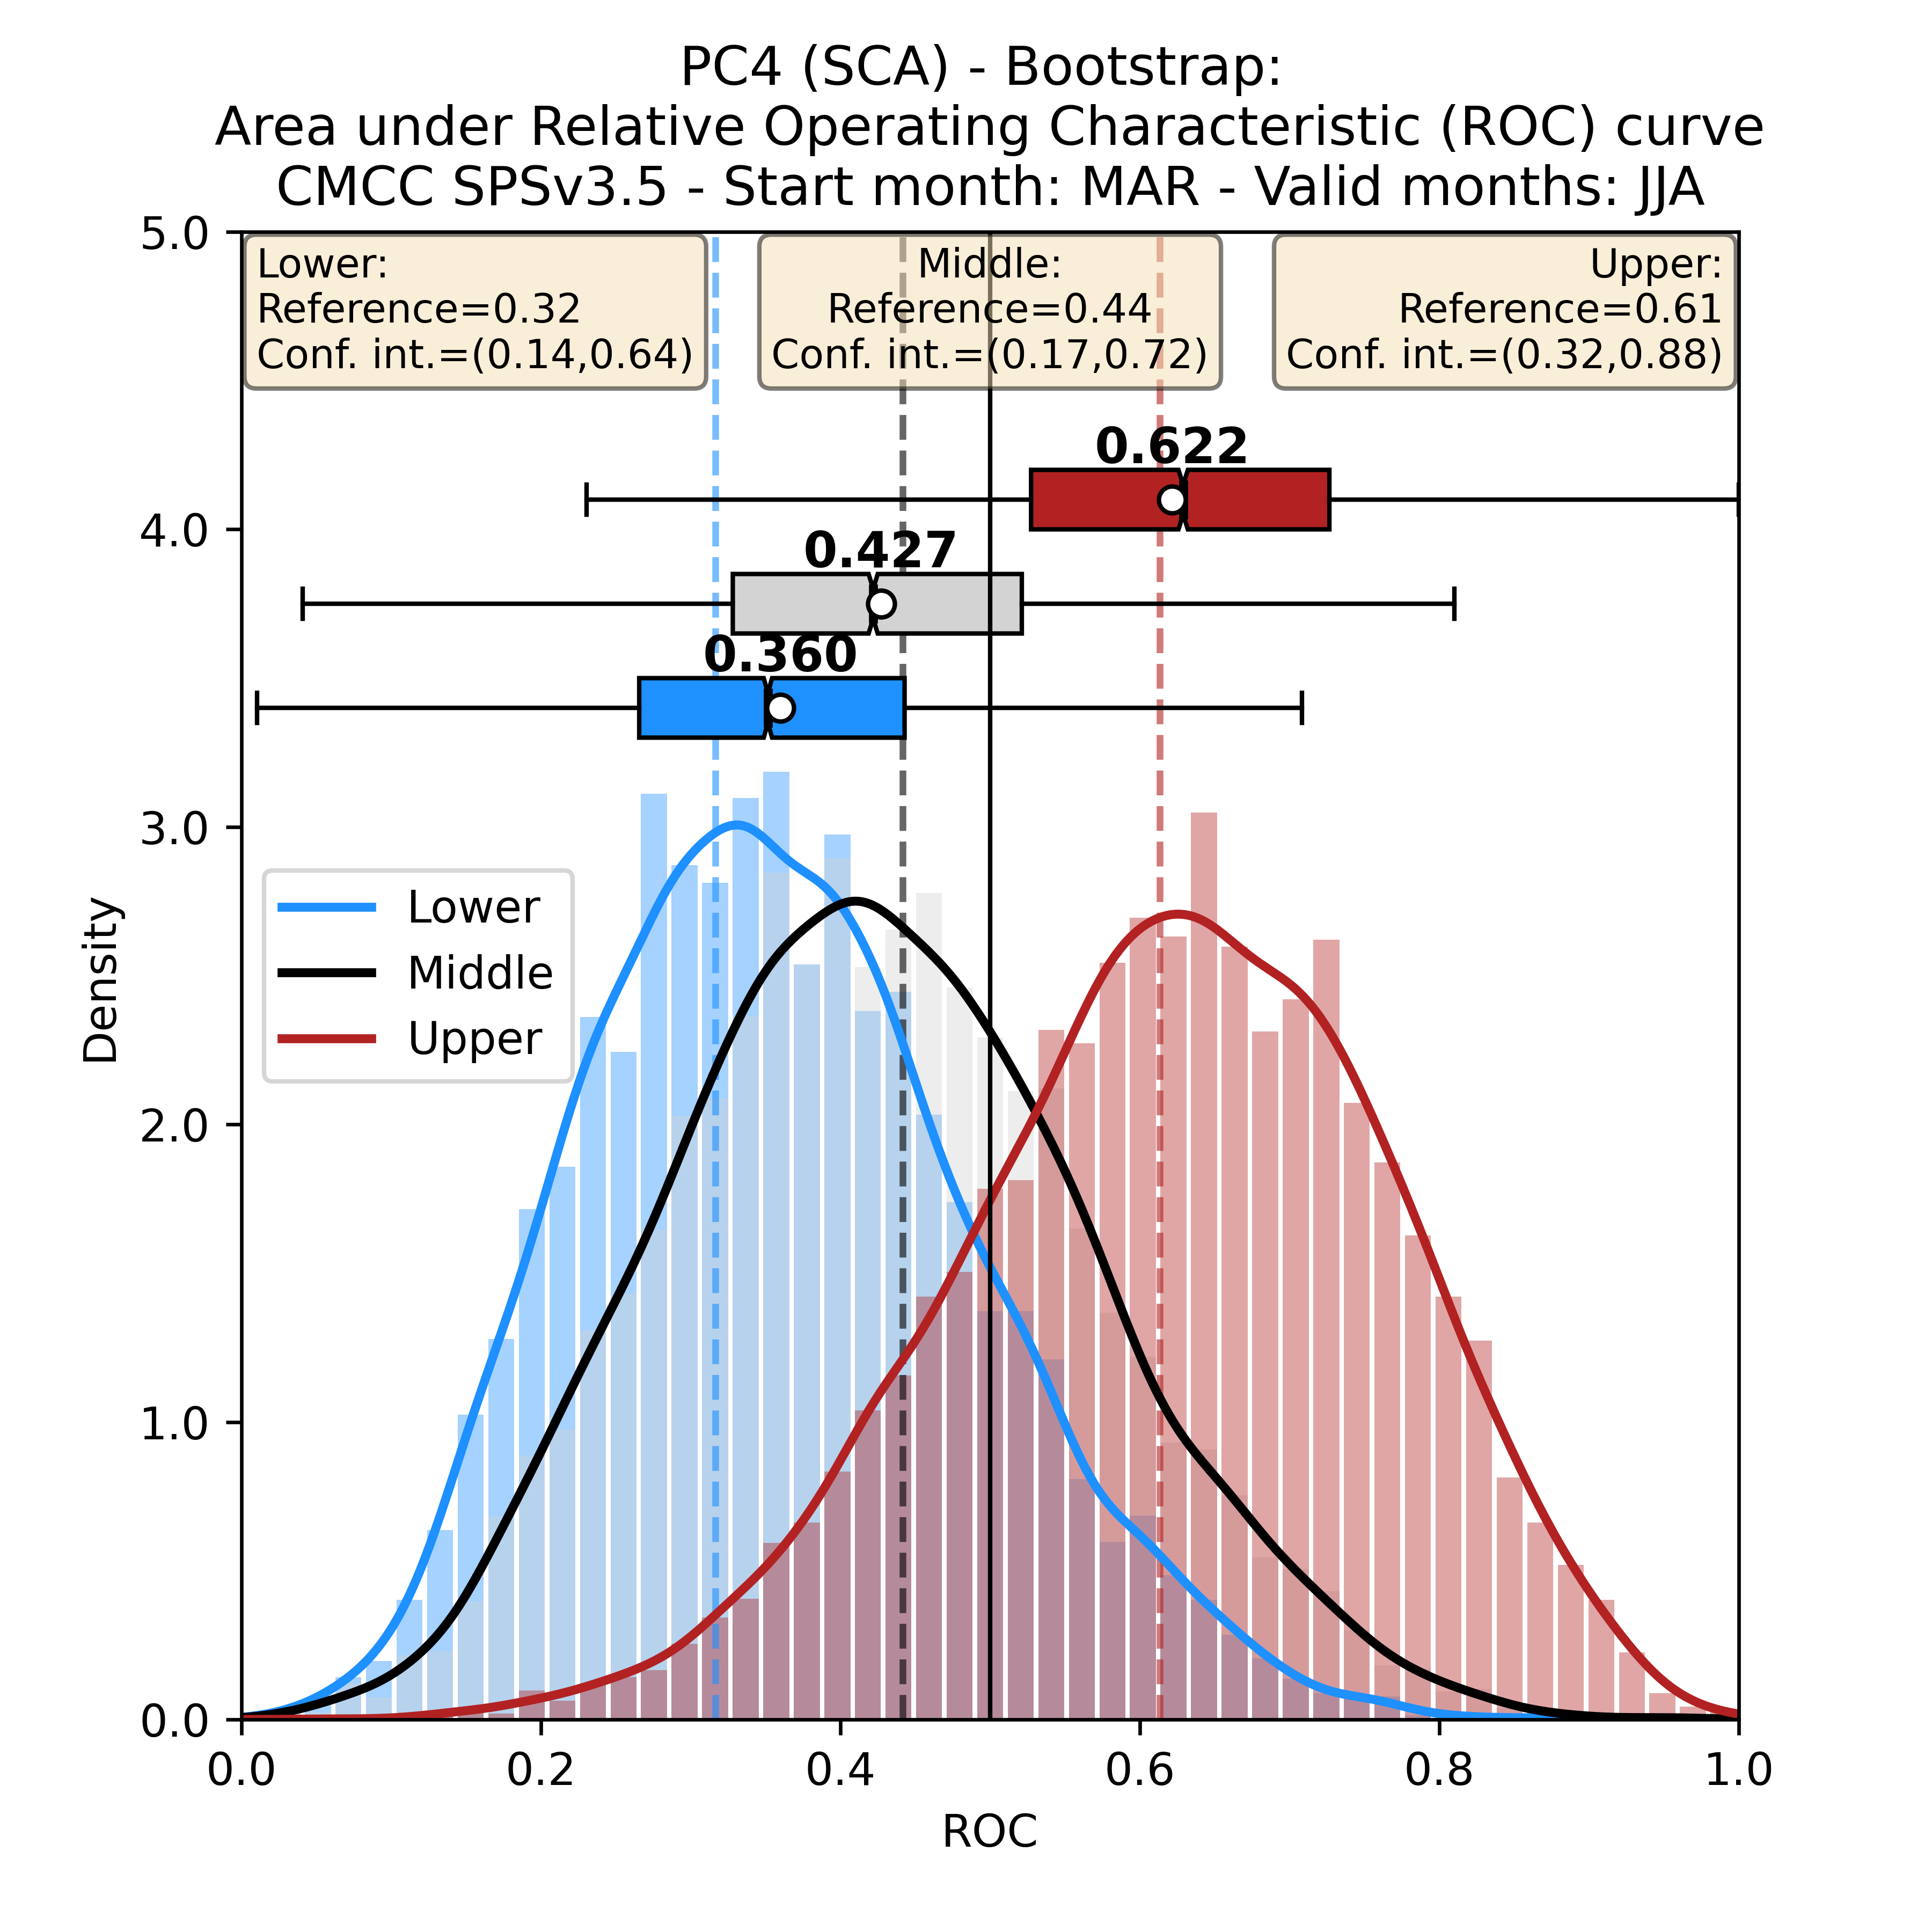 PC4 (SCA) - Bootstrap:
Area under Relative Operating Characteristic (ROC) curve
CMCC SPSv3.5 - Start month: MAR - Valid months: JJA
Lower:
Reference=0.32
Conf. int.=(0.14,0.64)
Middle:
Reference=0.44
Conf. int.=(0.17,0.72)
Upper:
Reference=0.61
Conf. int.=(0.32,0.88)
0.622
0.427
0.360
Lower
Middle
Upper
Density
5.0
4.0
3.0
2.0
1.0
0.0
0.0 0.2 0.4 0.6 0.8 1.0
ROC